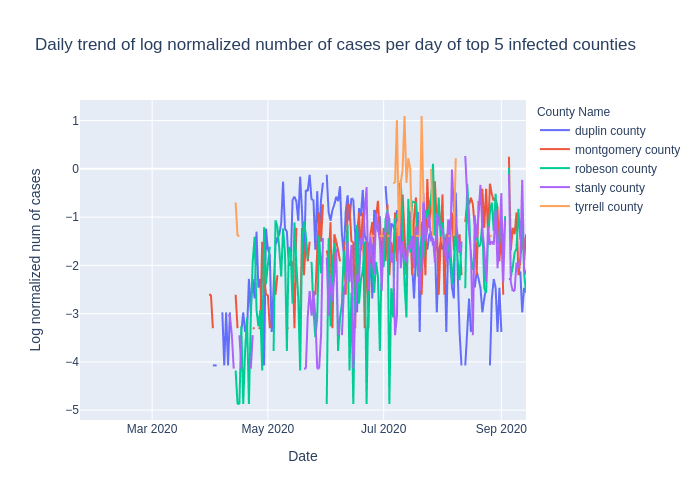 Daily trend of log normalized number of cases per day of top 5 infected counties
County Name
duplin county
montgomery county
robeson county
stanly county
tyrrell county
Log normalized num of cases
1
0
−1
−2
−3
−4
−5
Mar 2020
May 2020
Jul 2020
Sep 2020
Date